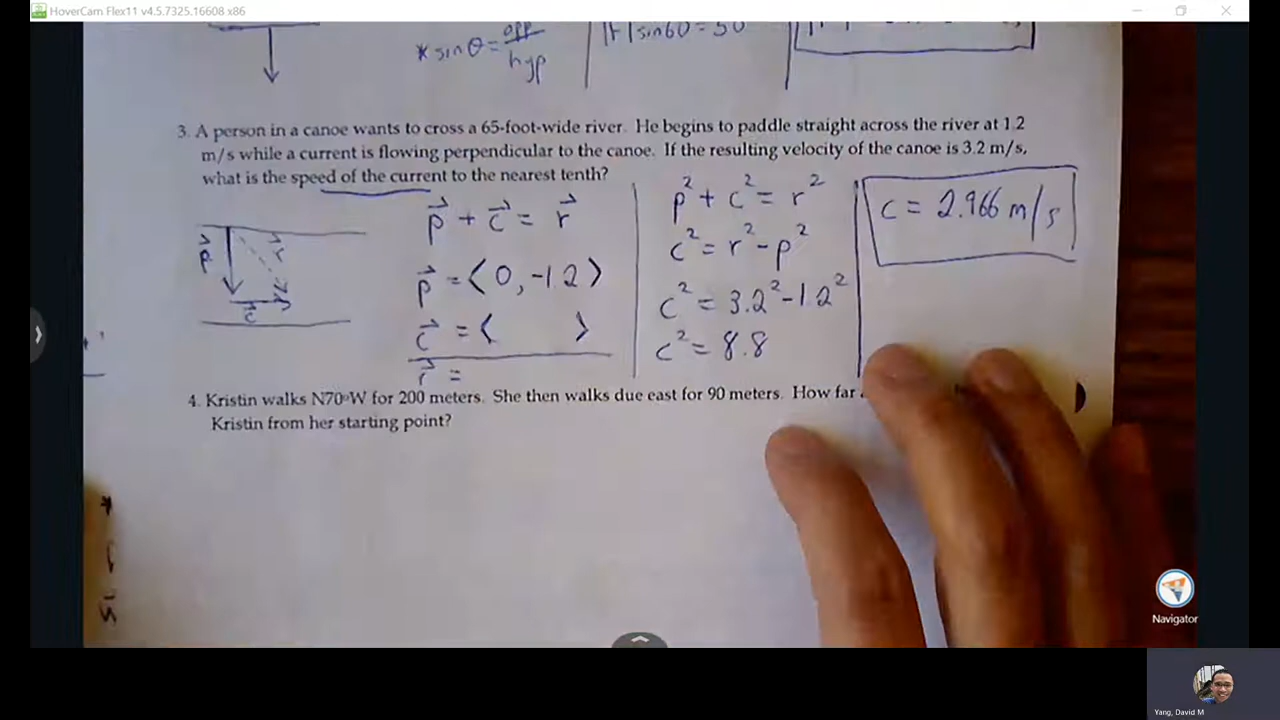 HoverCam Flex11 v4.5.7325.16608 x86
*sinθ = opp/hyp
|r|sin60 = 50
3. A person in a canoe wants to cross a 65-foot-wide river. He begins to paddle straight across the river at 1.2
m/s while a current is flowing perpendicular to the canoe. If the resulting velocity of the canoe is 3.2 m/s,
what is the speed of the current to the nearest tenth?
p⃗
r⃗
c⃗
p⃗ + c⃗ = r⃗
p⃗ = <0, -1.2>
c⃗ = < >
r⃗ =
p² + c² = r²
c² = r² - p²
c² = 3.2² - 1.2²
c² = 8.8
c = 2.966 m/s
4. Kristin walks N70°W for 200 meters. She then walks due east for 90 meters. How far
Kristin from her starting point?
Navigator
Yang, David M